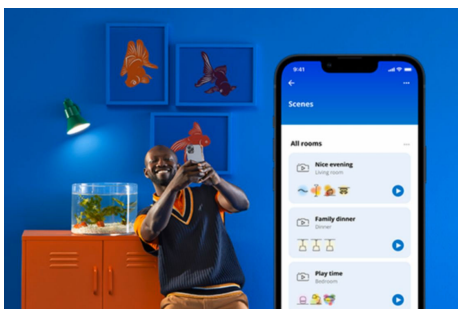 9:41
Scenes
All rooms
Nice evening
Living room
Family dinner
Dinner
Play time
Bedroom